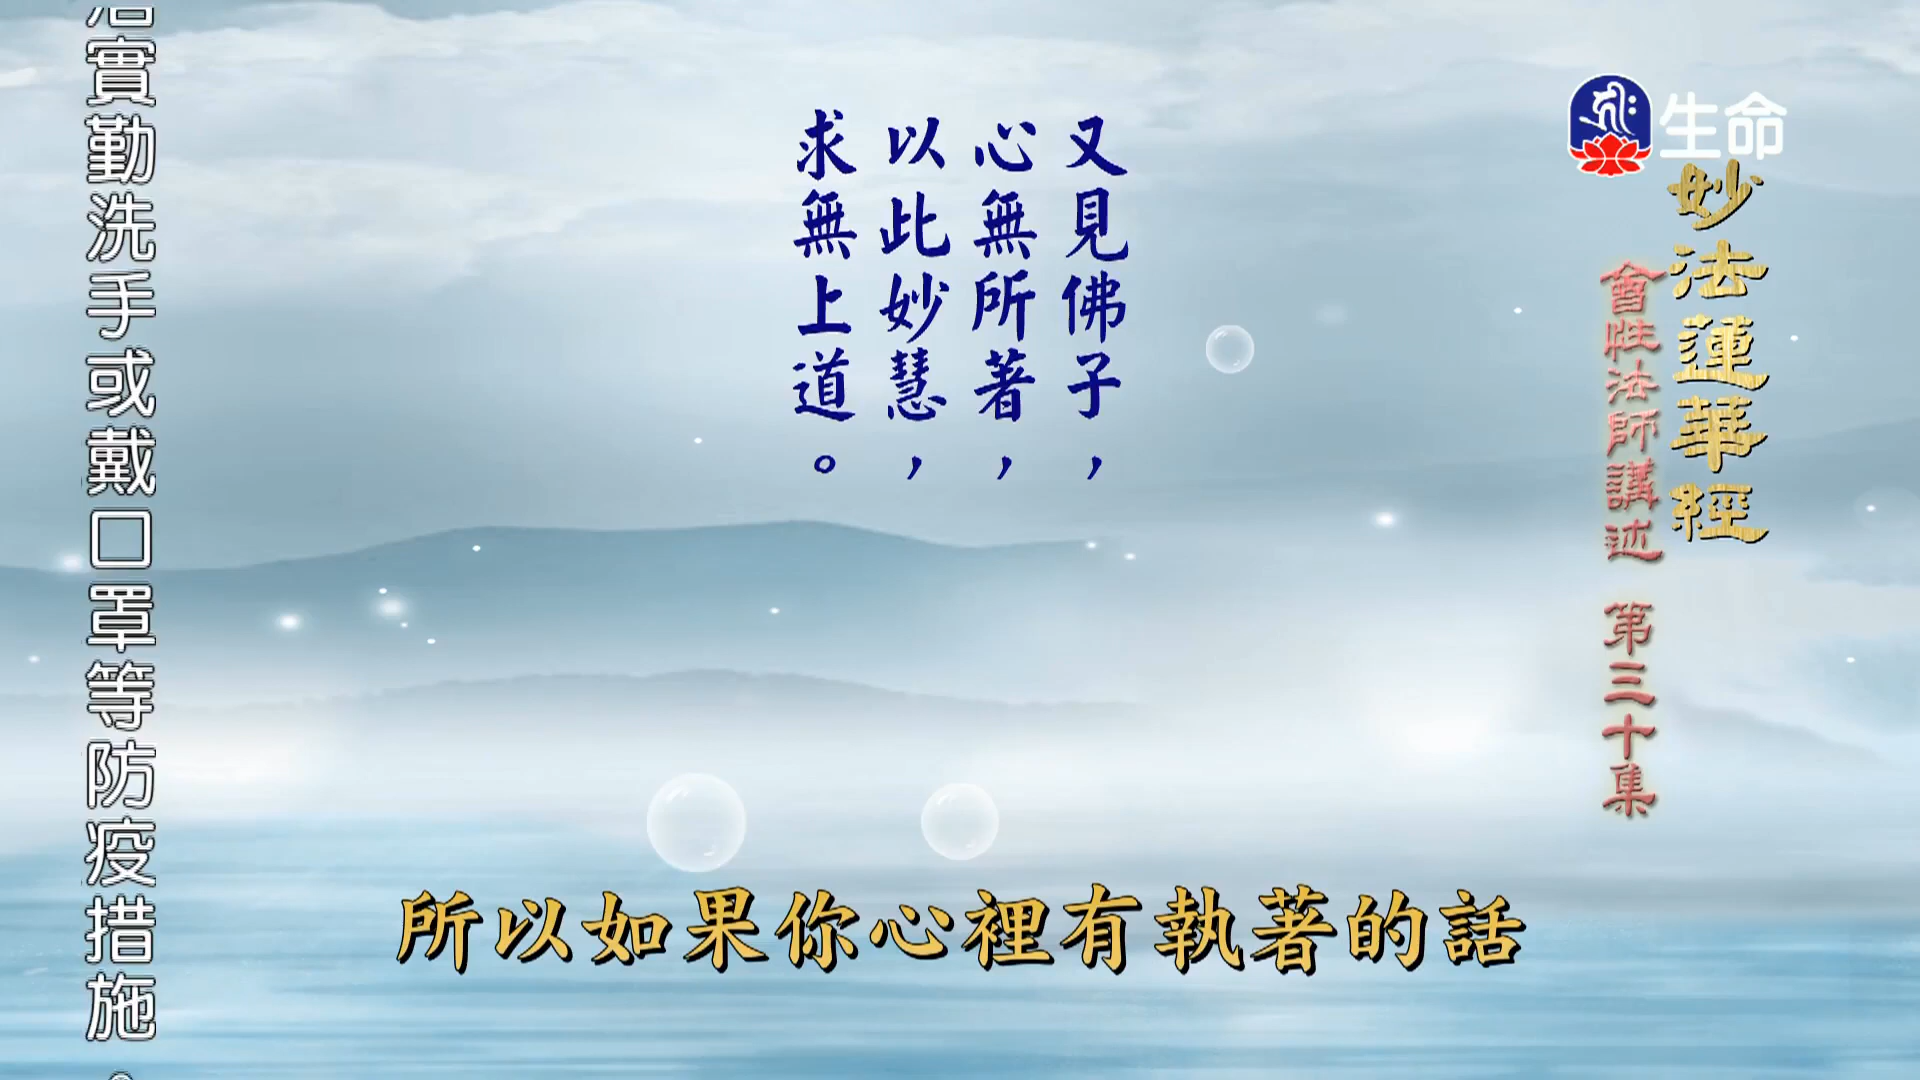 生命
妙法蓮華經
會性法師講述 第三十集
又見佛子，
心無所著，
以此妙慧，
求無上道。
實勤洗手或戴口罩等防疫措施。
所以如果你心裡有執著的話